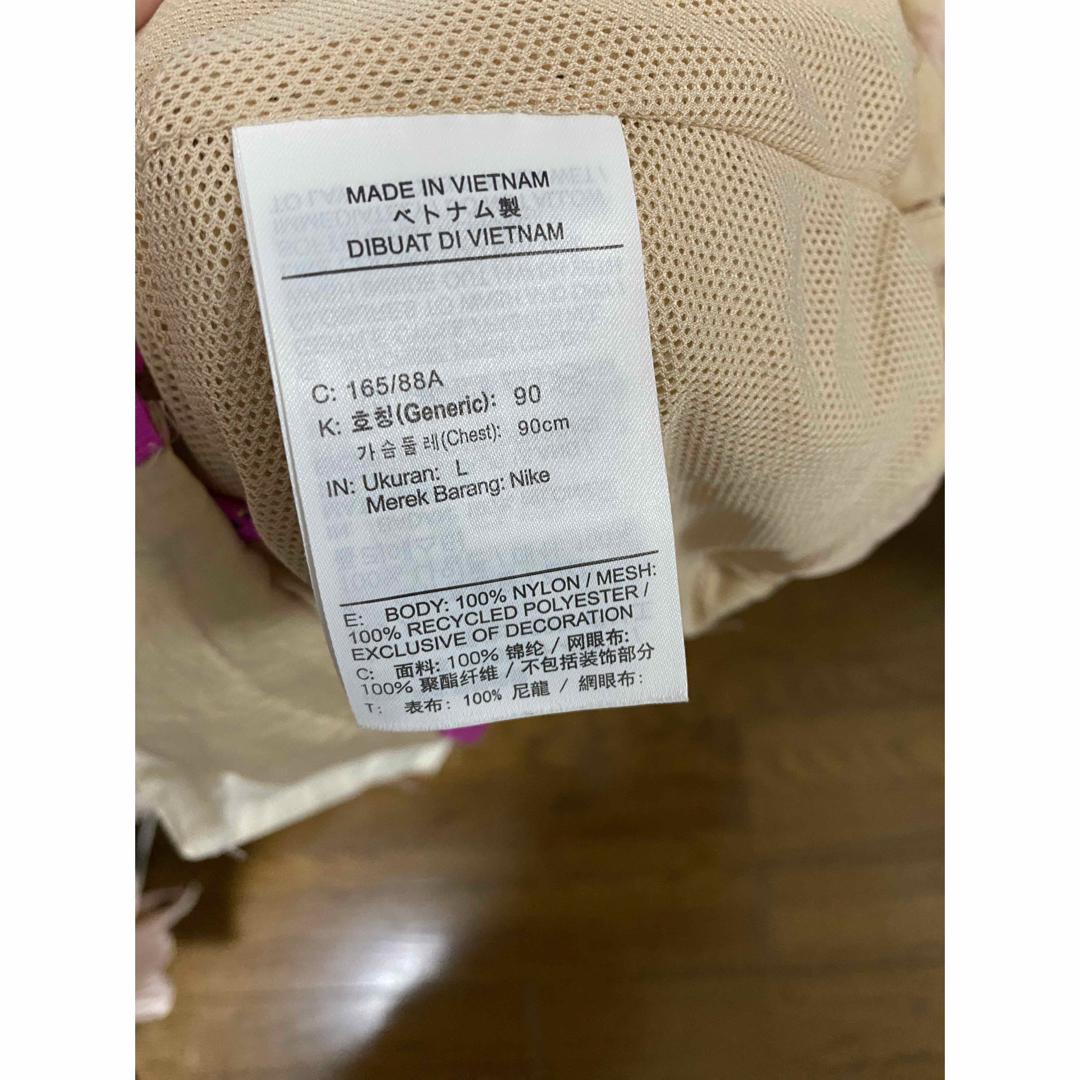 MADE IN VIETNAM
ベトナム製
DIBUAT DI VIETNAM
C: 165/88A
K: 호칭(Generic): 90
가슴둘레(Chest): 90cm
IN: Ukuran: L
Merek Barang: Nike
E: BODY: 100% NYLON / MESH:
100% RECYCLED POLYESTER /
EXCLUSIVE OF DECORATION
C: 面料: 100% 锦纶 / 网眼布:
100% 聚酯纤维 / 不包括装饰部分
T: 表布: 100% 尼龍 / 網眼布: